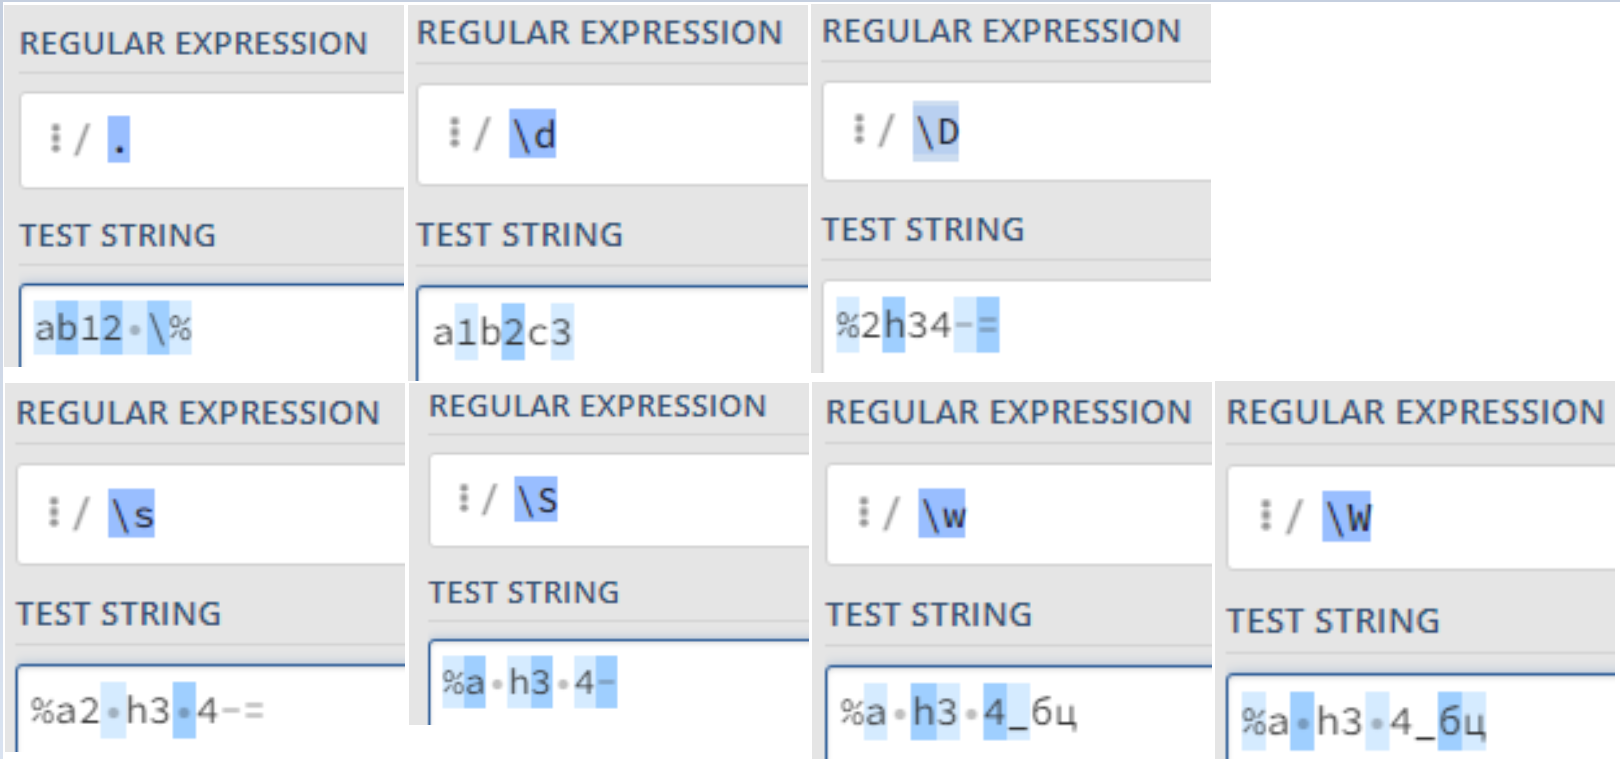 REGULAR EXPRESSION
⁞ / .
TEST STRING
ab12·\%
REGULAR EXPRESSION
⁞ / \d
TEST STRING
a1b2c3
REGULAR EXPRESSION
⁞ / \D
TEST STRING
%2h34-=
REGULAR EXPRESSION
⁞ / \s
TEST STRING
%a2·h3·4-=
REGULAR EXPRESSION
⁞ / \S
TEST STRING
%a·h3·4-
REGULAR EXPRESSION
⁞ / \w
TEST STRING
%a·h3·4_бц
REGULAR EXPRESSION
⁞ / \W
TEST STRING
%a·h3·4_бц